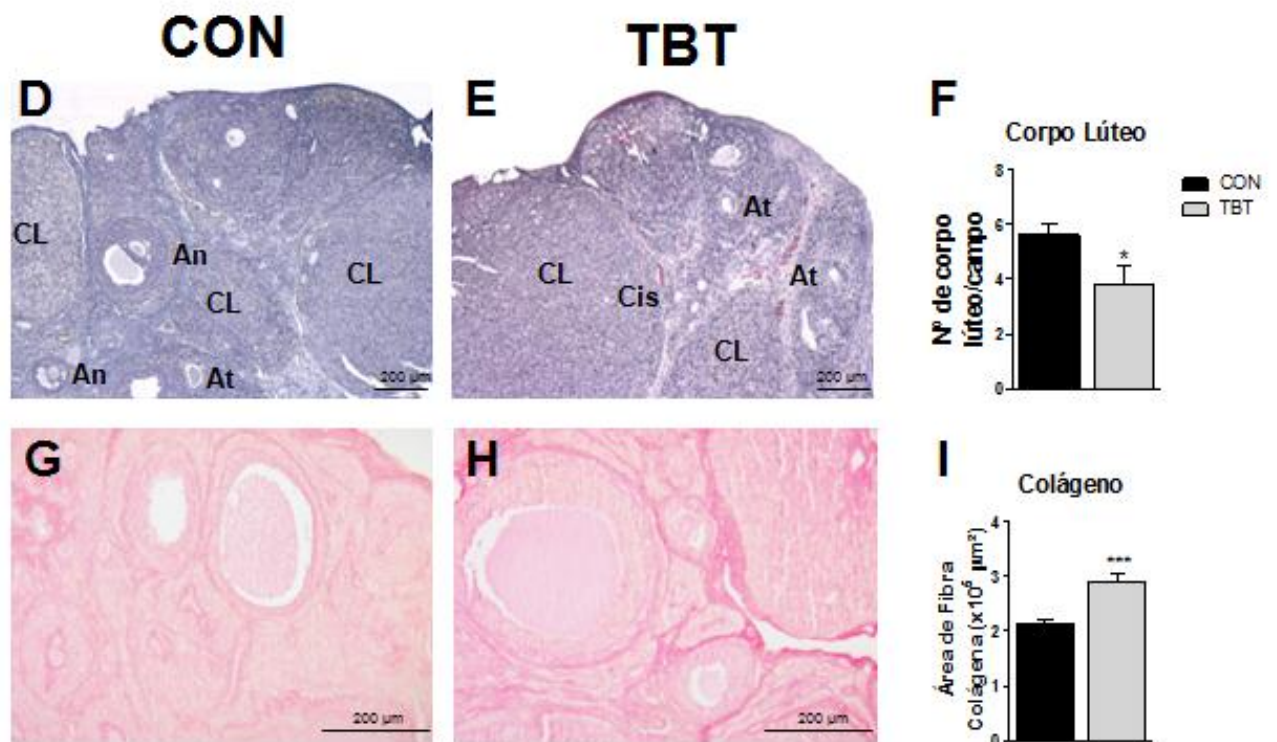 CON
TBT
D
CL
An
CL
CL
An
At
200 µm
E
At
CL
Cis
At
CL
200 µm
F
Corpo Lúteo
Nº de corpo
lúteo/campo
8
6
4
2
0
*
CON
TBT
G
200 µm
H
200 µm
I
Colágeno
Área de Fibra
Colágena (x10⁶ µm²)
4
3
2
1
0
***